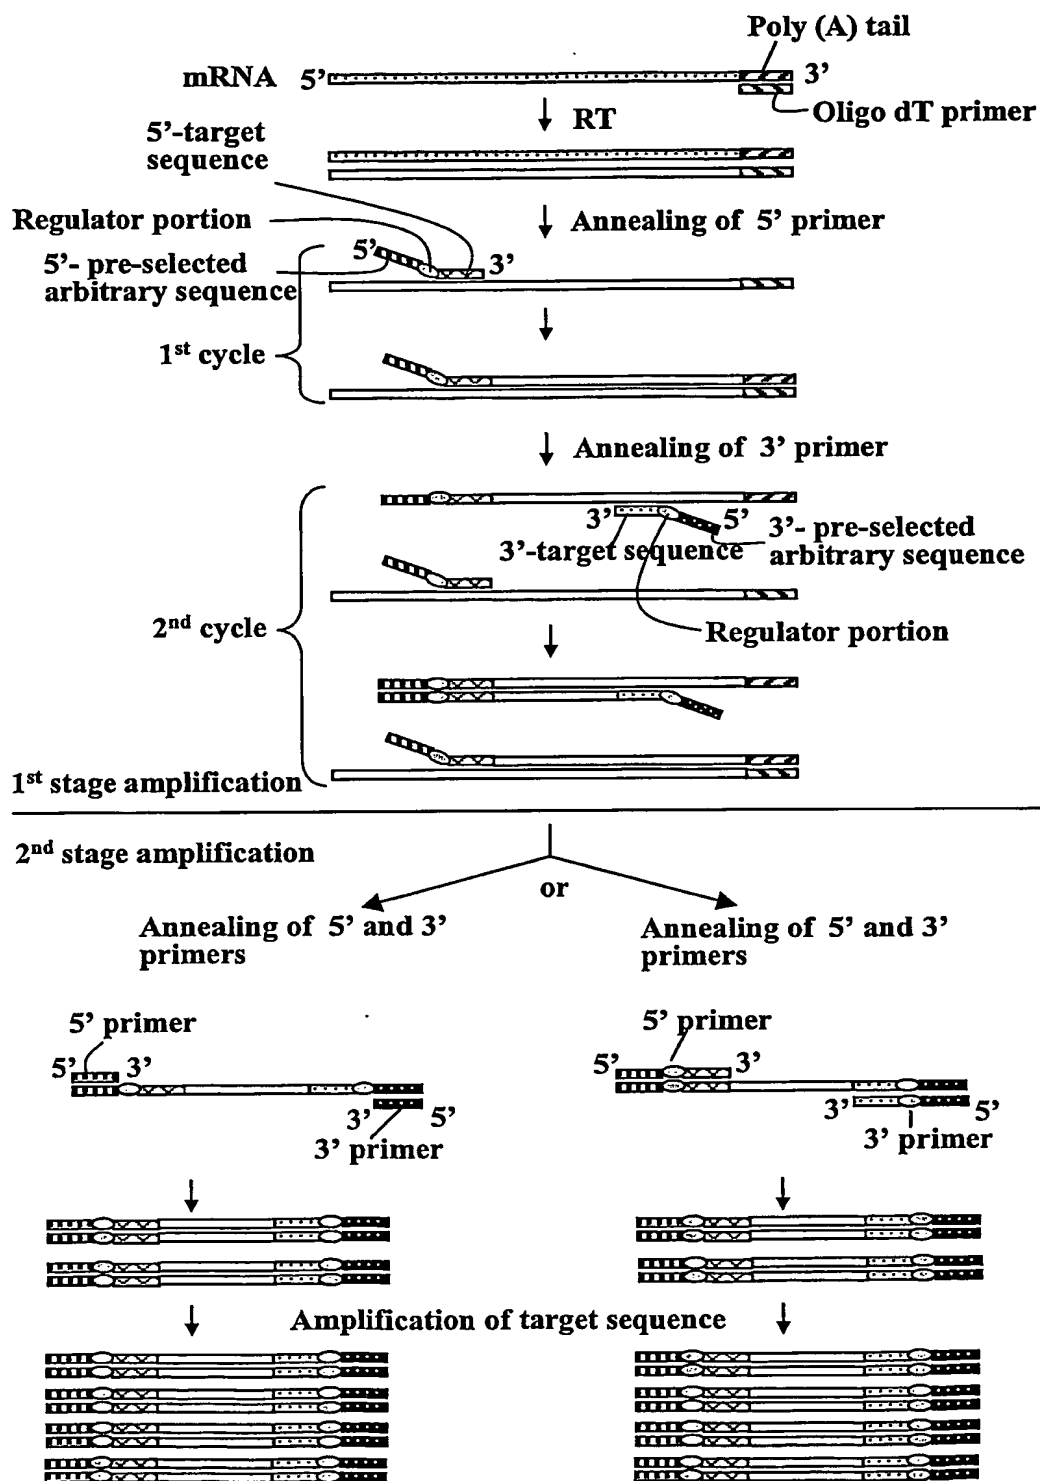 Poly (A) tail
mRNA 5’ 3’
Oligo dT primer
RT
5’-target
sequence
Annealing of 5’ primer
Regulator portion
5’ 3’
5’- pre-selected
arbitrary sequence
1st cycle
Annealing of 3’ primer
3’ 5’
3’- pre-selected
arbitrary sequence
3’-target sequence
2nd cycle
Regulator portion
1st stage amplification
2nd stage amplification
or
Annealing of 5’ and 3’
primers
Annealing of 5’ and 3’
primers
5’ primer
5’ 3’
3’ 5’
3’ primer
5’ primer
5’ 3’
3’ 5’
3’ primer
Amplification of target sequence